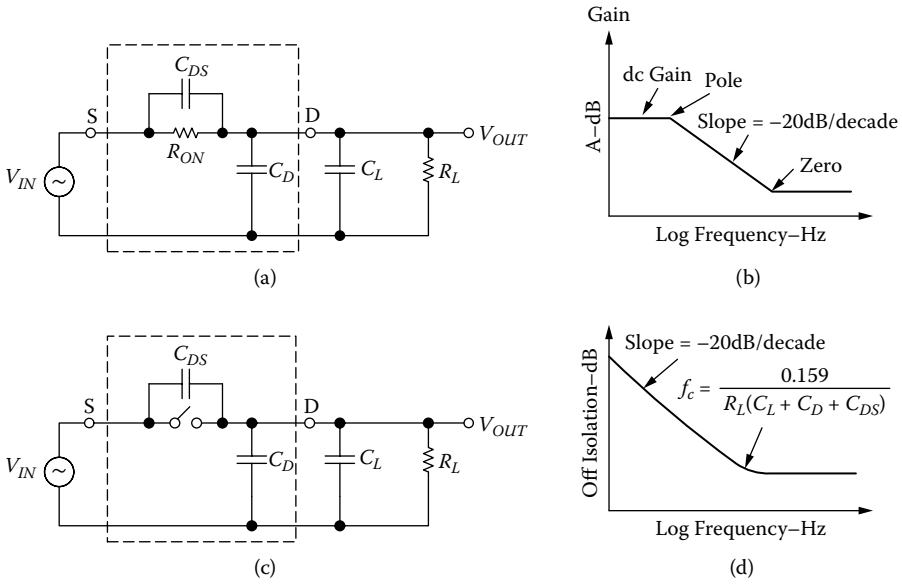 C_DS
S
D
R_ON
V_IN
~
C_D
C_L
R_L
V_OUT
(a)
Gain
A–dB
dc Gain
Pole
Slope = –20dB/decade
Zero
Log Frequency–Hz
(b)
C_DS
S
D
V_IN
~
C_D
C_L
R_L
V_OUT
(c)
Off Isolation–dB
Slope = –20dB/decade
f_c = 0.159 / R_L(C_L + C_D + C_DS)
Log Frequency–Hz
(d)